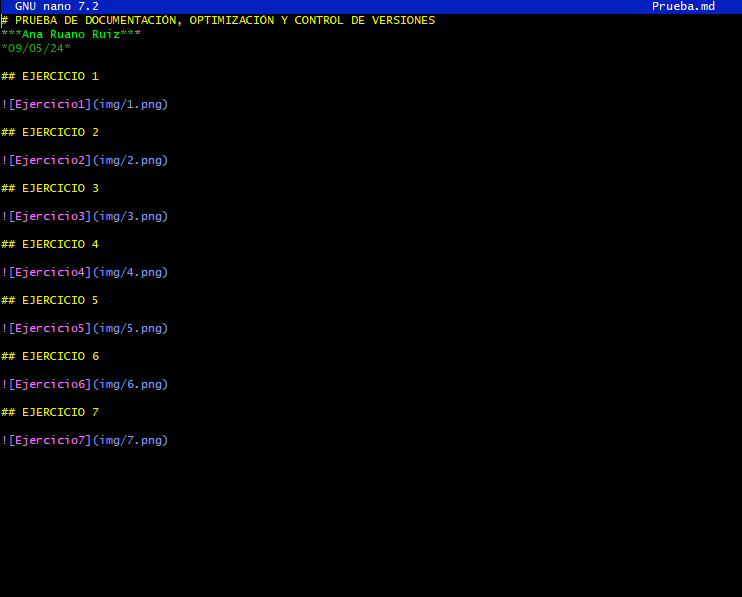 GNU nano 7.2 Prueba.md
# PRUEBA DE DOCUMENTACIÓN, OPTIMIZACIÓN Y CONTROL DE VERSIONES
***Ana Ruano Ruiz***
*09/05/24*
## EJERCICIO 1
![Ejercicio1](img/1.png)
## EJERCICIO 2
![Ejercicio2](img/2.png)
## EJERCICIO 3
![Ejercicio3](img/3.png)
## EJERCICIO 4
![Ejercicio4](img/4.png)
## EJERCICIO 5
![Ejercicio5](img/5.png)
## EJERCICIO 6
![Ejercicio6](img/6.png)
## EJERCICIO 7
![Ejercicio7](img/7.png)